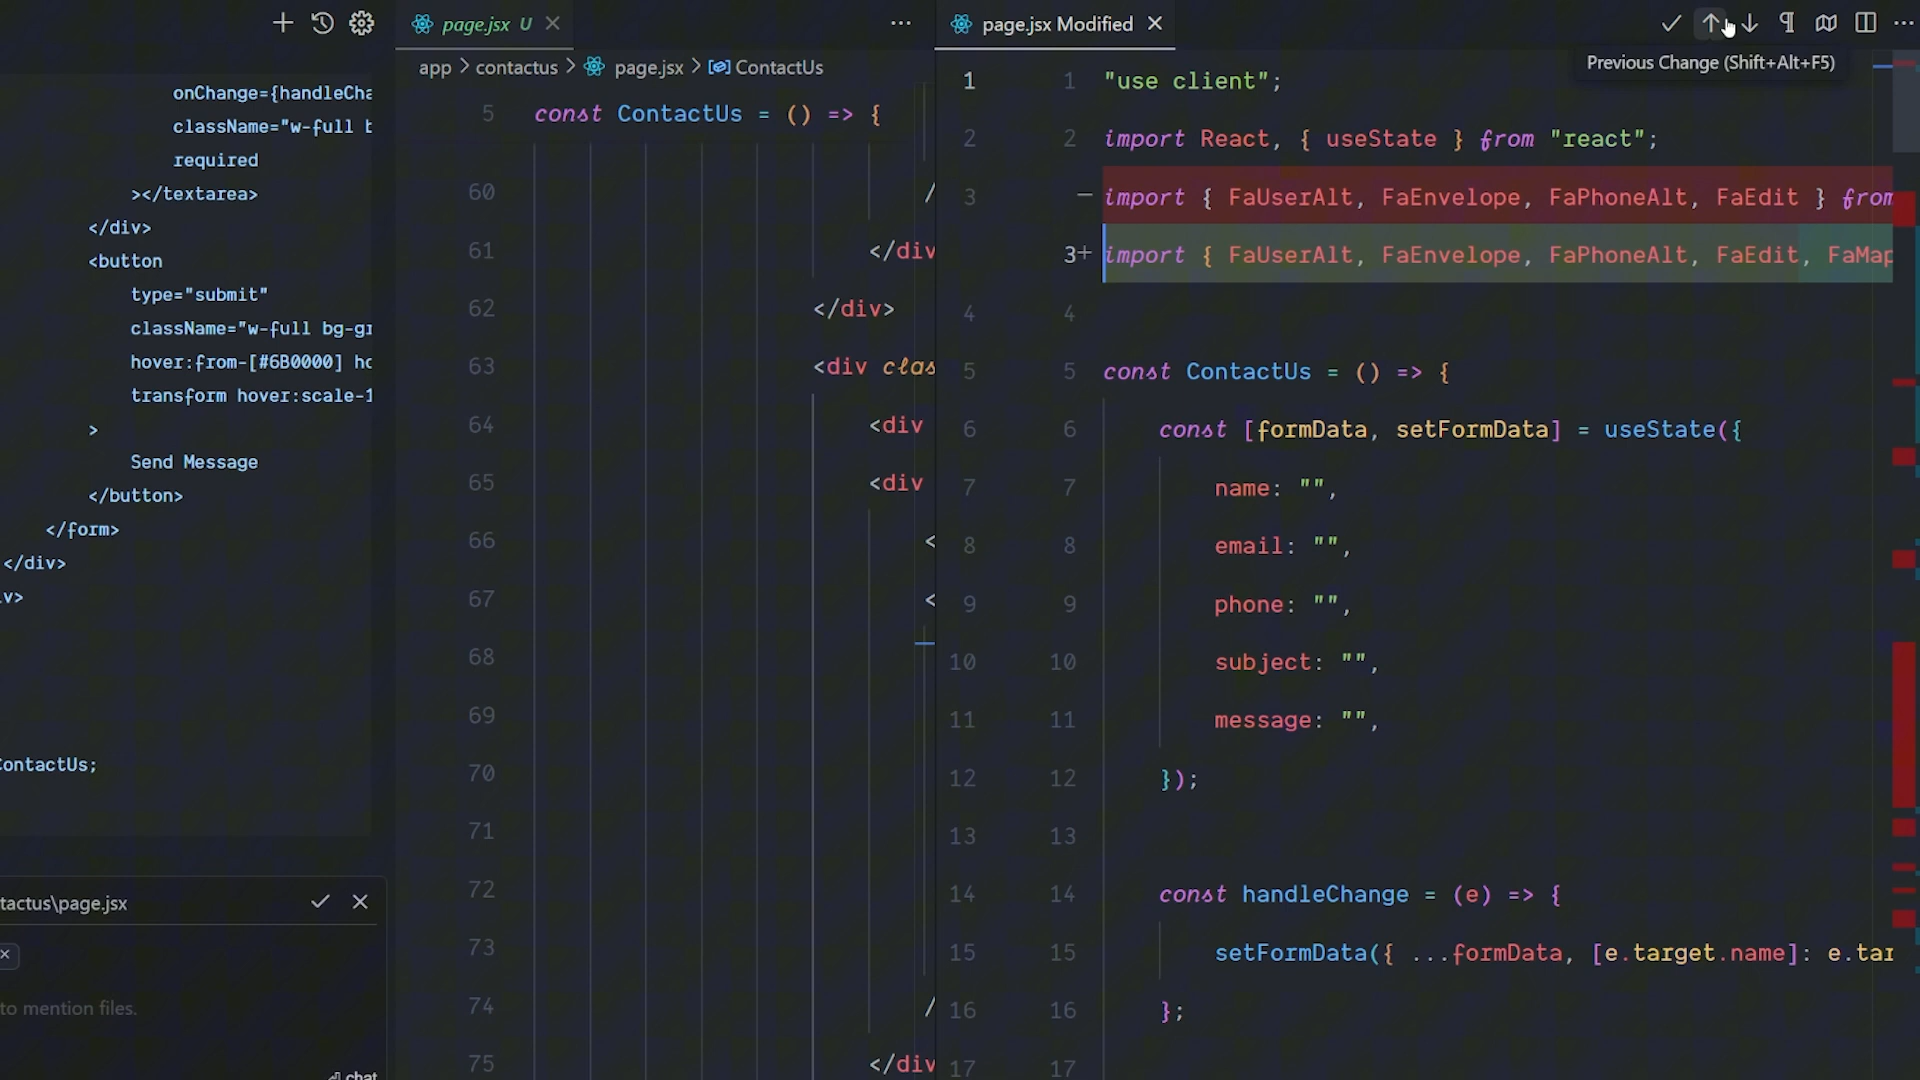 onChange={handleCha
className="w-full b
required
></textarea>
</div>
<button
type="submit"
className="w-full bg-gr
hover:from-[#6B0000] ho
transform hover:scale-1
>
Send Message
</button>
</form>
</div>
v>
ContactUs;
tactus\page.jsx
to mention files.
chat
page.jsx U
app > contactus > page.jsx > ContactUs
5 const ContactUs = () => {
60 /
61 </div
62 </div>
63 <div clas
64 <div
65 <div
66 <
67 <
68
69
70
71
72
73
74 /
75 </div
page.jsx Modified
Previous Change (Shift+Alt+F5)
1 1 "use client";
2 2 import React, { useState } from "react";
3 — import { FaUserAlt, FaEnvelope, FaPhoneAlt, FaEdit } from
3+ import { FaUserAlt, FaEnvelope, FaPhoneAlt, FaEdit, FaMap
4 4
5 5 const ContactUs = () => {
6 6 const [formData, setFormData] = useState({
7 7 name: "",
8 8 email: "",
9 9 phone: "",
10 10 subject: "",
11 11 message: "",
12 12 });
13 13
14 14 const handleChange = (e) => {
15 15 setFormData({ ...formData, [e.target.name]: e.tar
16 16 };
17 17